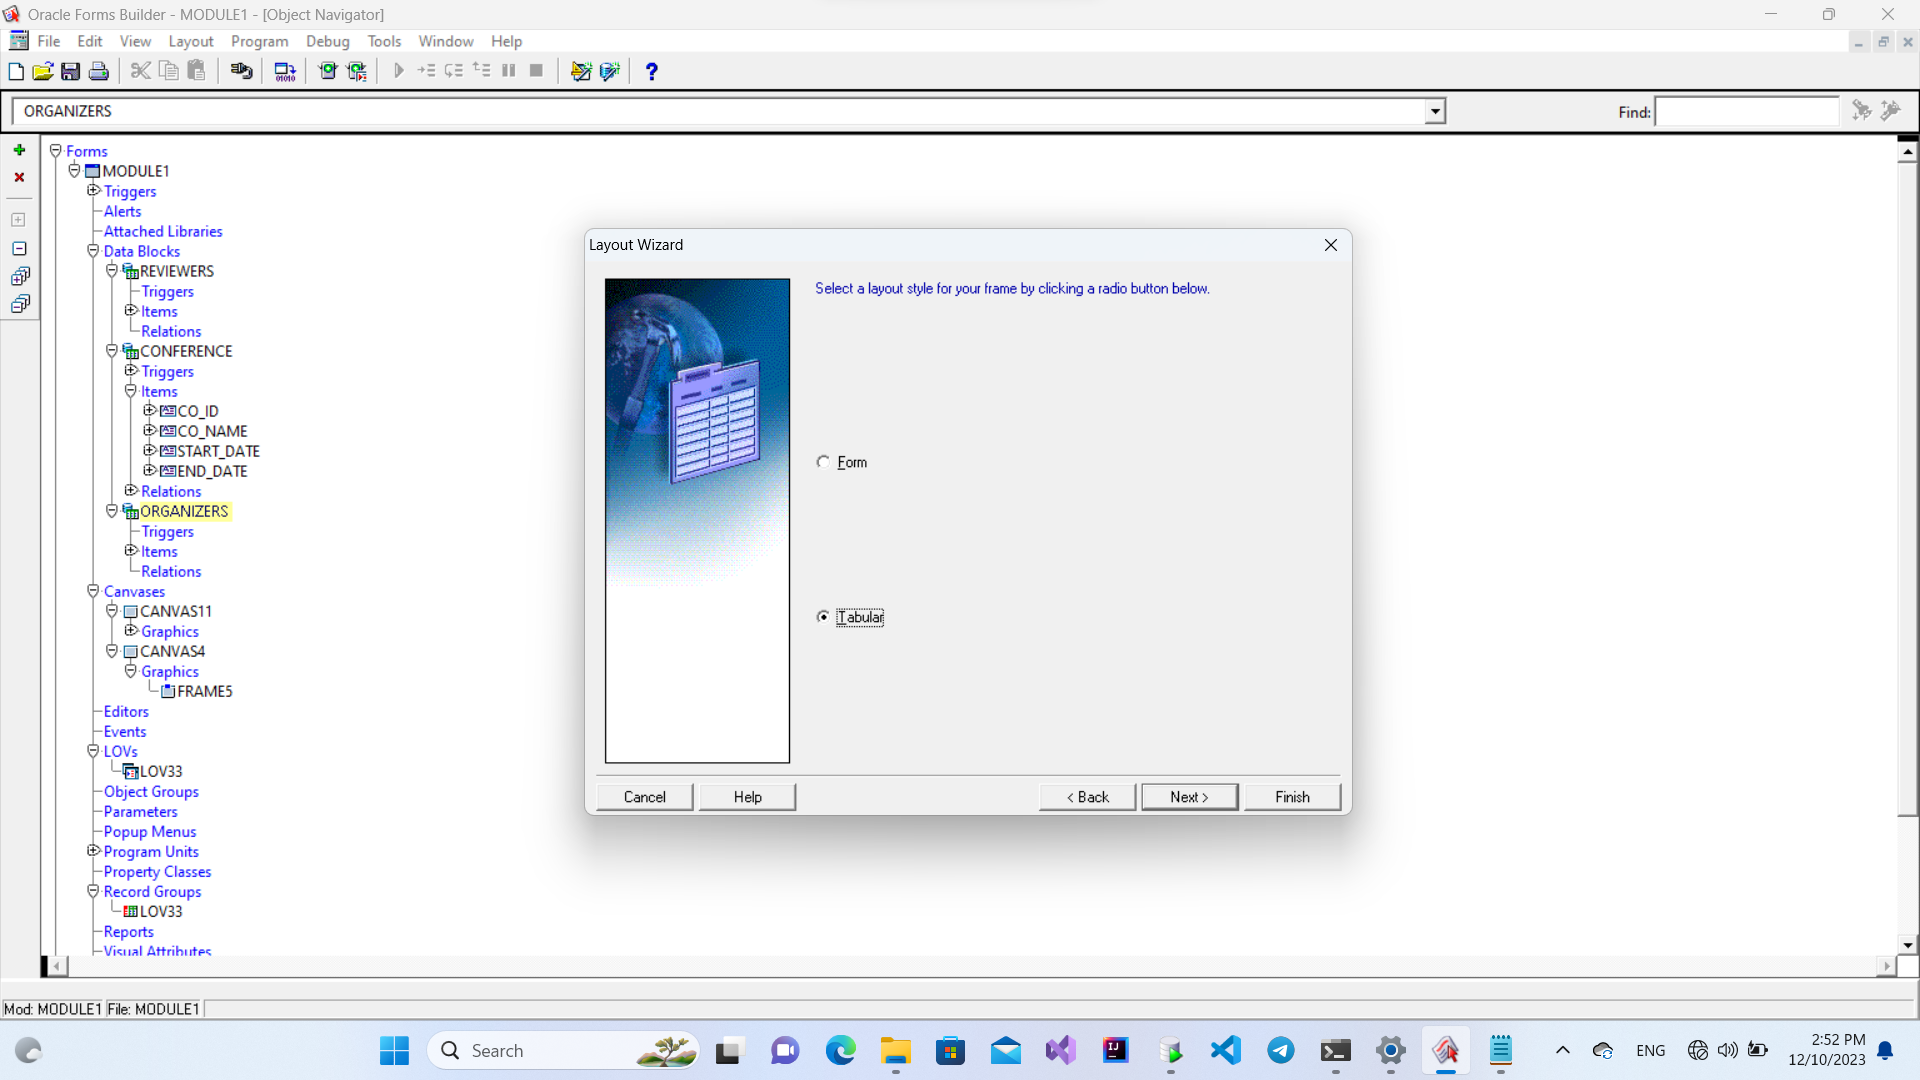 Oracle Forms Builder - MODULE1 - [Object Navigator]
File Edit View Layout Program Debug Tools Window Help
ORGANIZERS
Find:
Forms
MODULE1
Triggers
Alerts
Attached Libraries
Data Blocks
REVIEWERS
Triggers
Items
Relations
CONFERENCE
Triggers
Items
CO_ID
CO_NAME
START_DATE
END_DATE
Relations
ORGANIZERS
Triggers
Items
Relations
Canvases
CANVAS11
Graphics
CANVAS4
Graphics
FRAME5
Editors
Events
LOVs
LOV33
Object Groups
Parameters
Popup Menus
Program Units
Property Classes
Record Groups
LOV33
Reports
Visual Attributes
Layout Wizard
Select a layout style for your frame by clicking a radio button below.
Form
Tabular
Cancel Help < Back Next > Finish
Mod: MODULE1 File: MODULE1
Search
ENG
2:52 PM
12/10/2023